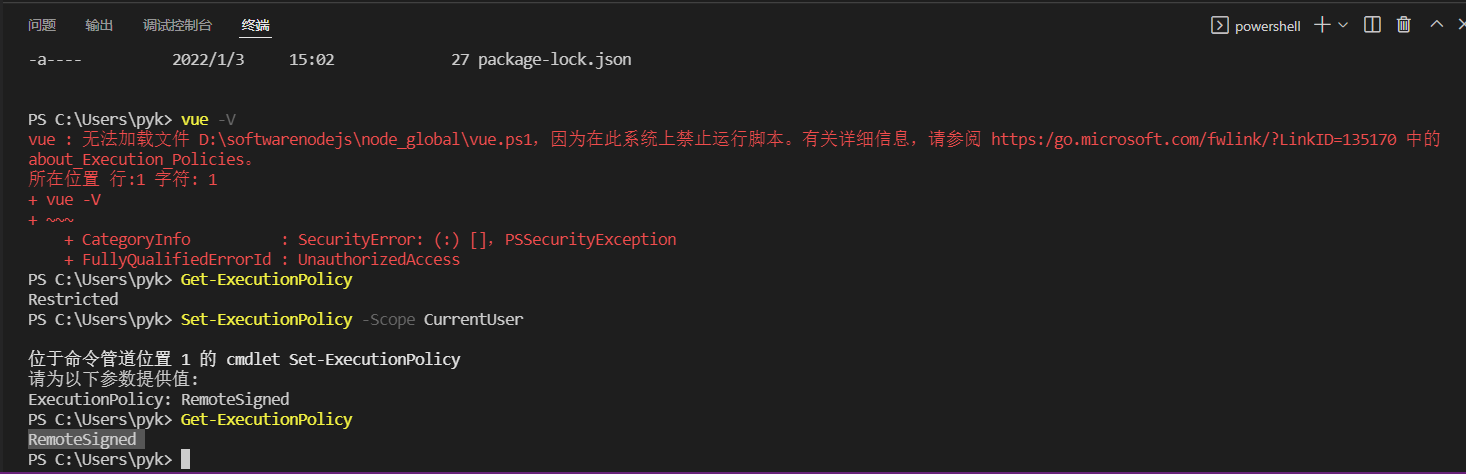 问题 输出 调试控制台 终端 powershell
-a---- 2022/1/3 15:02 27 package-lock.json
PS C:\Users\pyk> vue -V
vue : 无法加载文件 D:\softwarenodejs\node_global\vue.ps1，因为在此系统上禁止运行脚本。有关详细信息，请参阅 https:/go.microsoft.com/fwlink/?LinkID=135170 中的
about_Execution_Policies。
所在位置 行:1 字符: 1
+ vue -V
+ ~~~
+ CategoryInfo : SecurityError: (:) []，PSSecurityException
+ FullyQualifiedErrorId : UnauthorizedAccess
PS C:\Users\pyk> Get-ExecutionPolicy
Restricted
PS C:\Users\pyk> Set-ExecutionPolicy -Scope CurrentUser
位于命令管道位置 1 的 cmdlet Set-ExecutionPolicy
请为以下参数提供值:
ExecutionPolicy: RemoteSigned
PS C:\Users\pyk> Get-ExecutionPolicy
RemoteSigned
PS C:\Users\pyk>